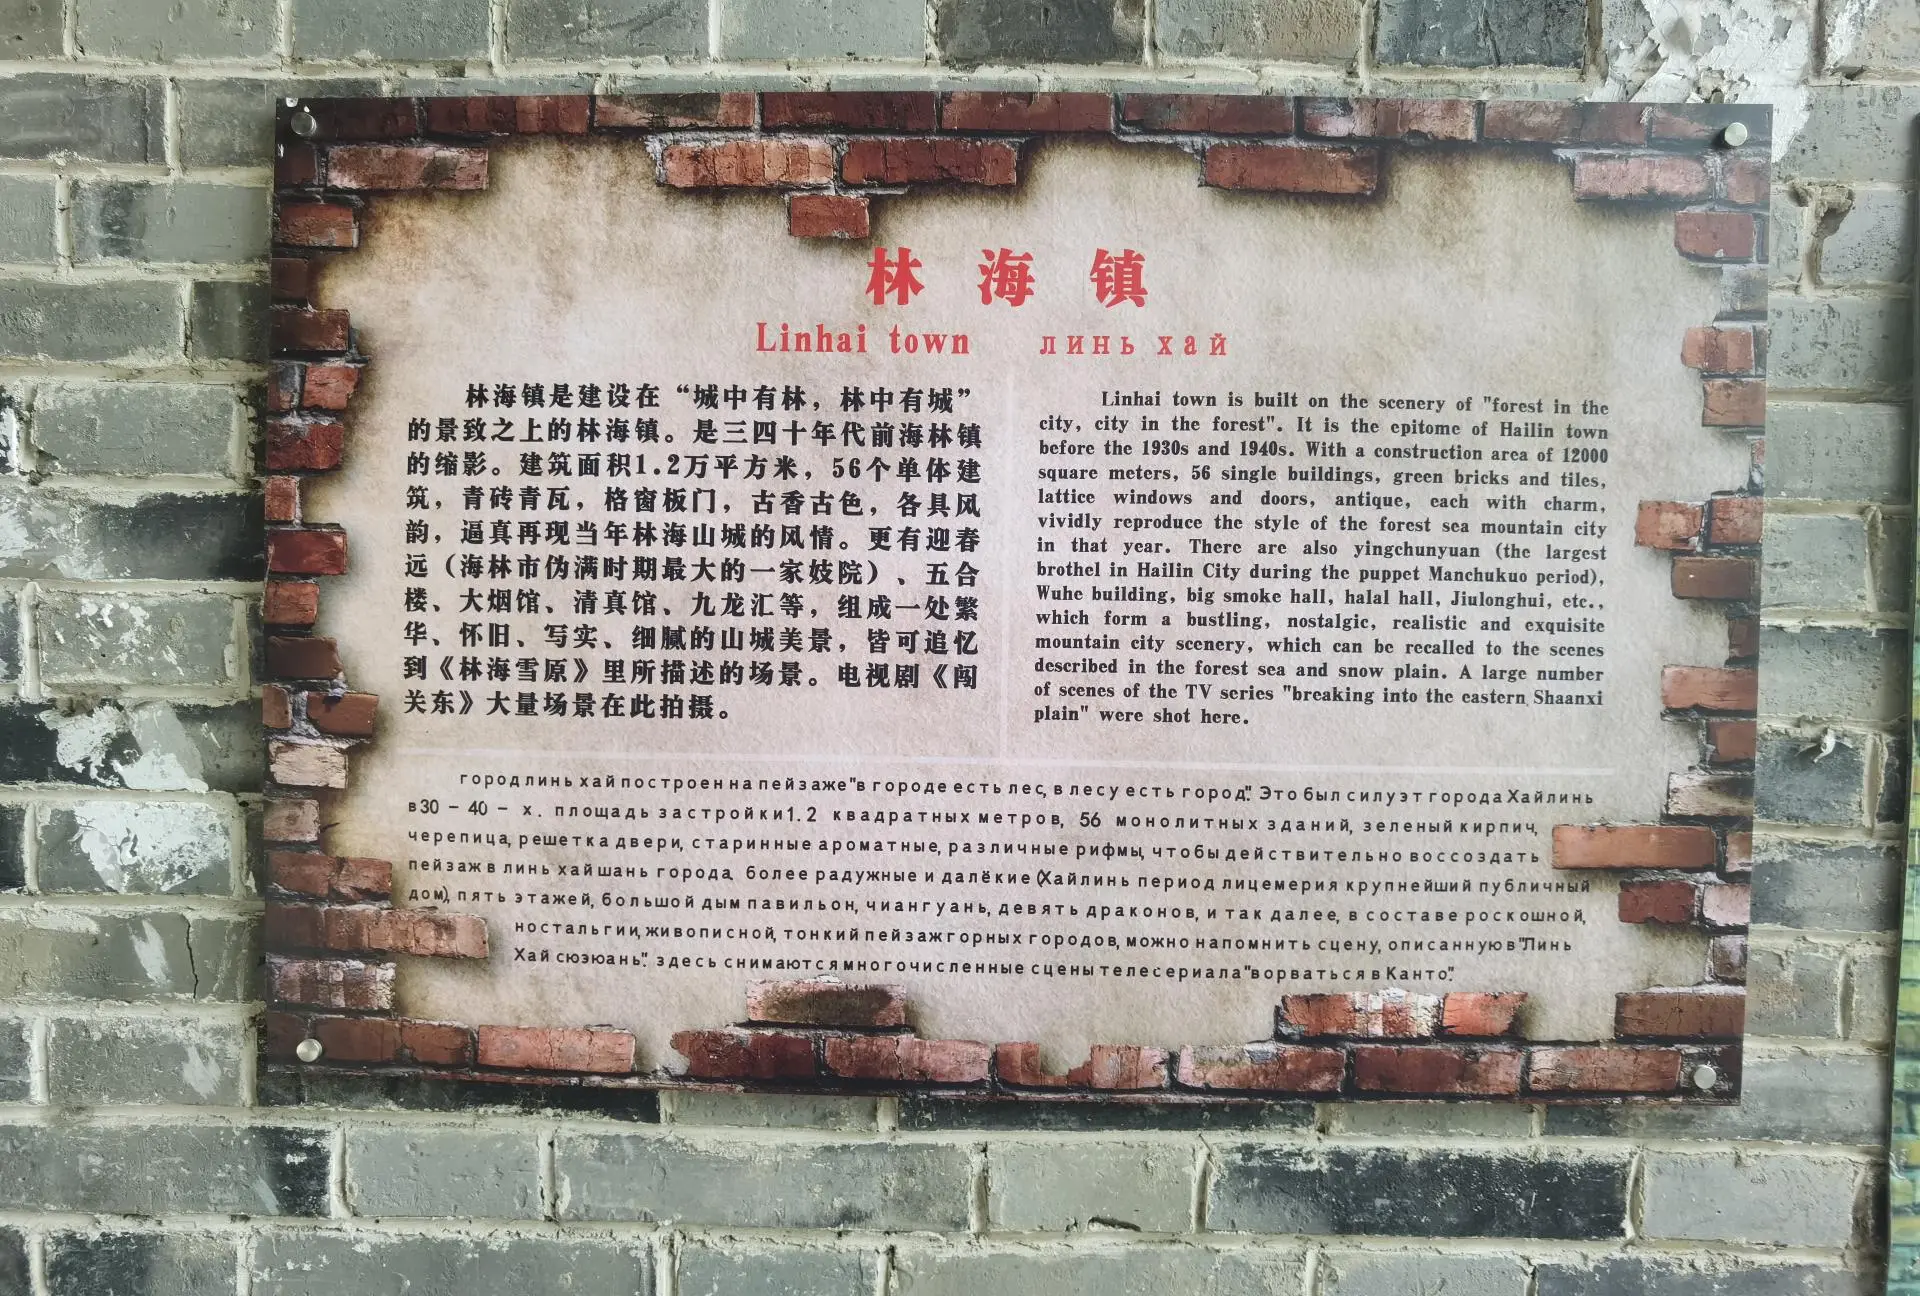 林海镇
Linhai town линь хай
林海镇是建设在“城中有林，林中有城”
的景致之上的林海镇。是三四十年代前海林镇
的缩影。建筑面积1.2万平方米，56个单体建
筑，青砖青瓦，格窗板门，古香古色，各具风
韵，逼真再现当年林海山城的风情。更有迎春
远（海林市伪满时期最大的一家妓院）、五合
楼、大烟馆、清真馆、九龙汇等，组成一处繁
华、怀旧、写实、细腻的山城美景，皆可追忆
到《林海雪原》里所描述的场景。电视剧《闯
关东》大量场景在此拍摄。
Linhai town is built on the scenery of "forest in the
city, city in the forest". It is the epitome of Hailin town
before the 1930s and 1940s. With a construction area of 12000
square meters, 56 single buildings, green bricks and tiles,
lattice windows and doors, antique, each with charm,
vividly reproduce the style of the forest sea mountain city
in that year. There are also yingchunyuan (the largest
brothel in Hailin City during the puppet Manchukuo period),
Wuhe building, big smoke hall, halal hall, Jiulonghui, etc.,
which form a bustling, nostalgic, realistic and exquisite
mountain city scenery, which can be recalled to the scenes
described in the forest sea and snow plain. A large number
of scenes of the TV series "breaking into the eastern Shaanxi
plain" were shot here.
город линь хай построен на пейзаже "в городе есть лес, в лесу есть город". Это был силуэт города Хайлинь
в 30 - 40 - х. площадь застройки 1.2 квадратных метров, 56 монолитных зданий, зеленый кирпич,
черепица, решетка двери, старинные ароматные, различные рифмы, чтобы действительно воссоздать
пейзаж в линь хайшань города. более радужные и далёкие (Хайлинь период лицемерия крупнейший публичный
дом), пять этажей, большой дым павильон, чиангуань, девять драконов, и так далее, в составе роскошной,
ностальгии, живописной, тонкий пейзаж горных городов, можно напомнить сцену, описанную в "Линь
Хай сюэюань". здесь снимаются многочисленные сцены телесериала "ворваться в Канто".